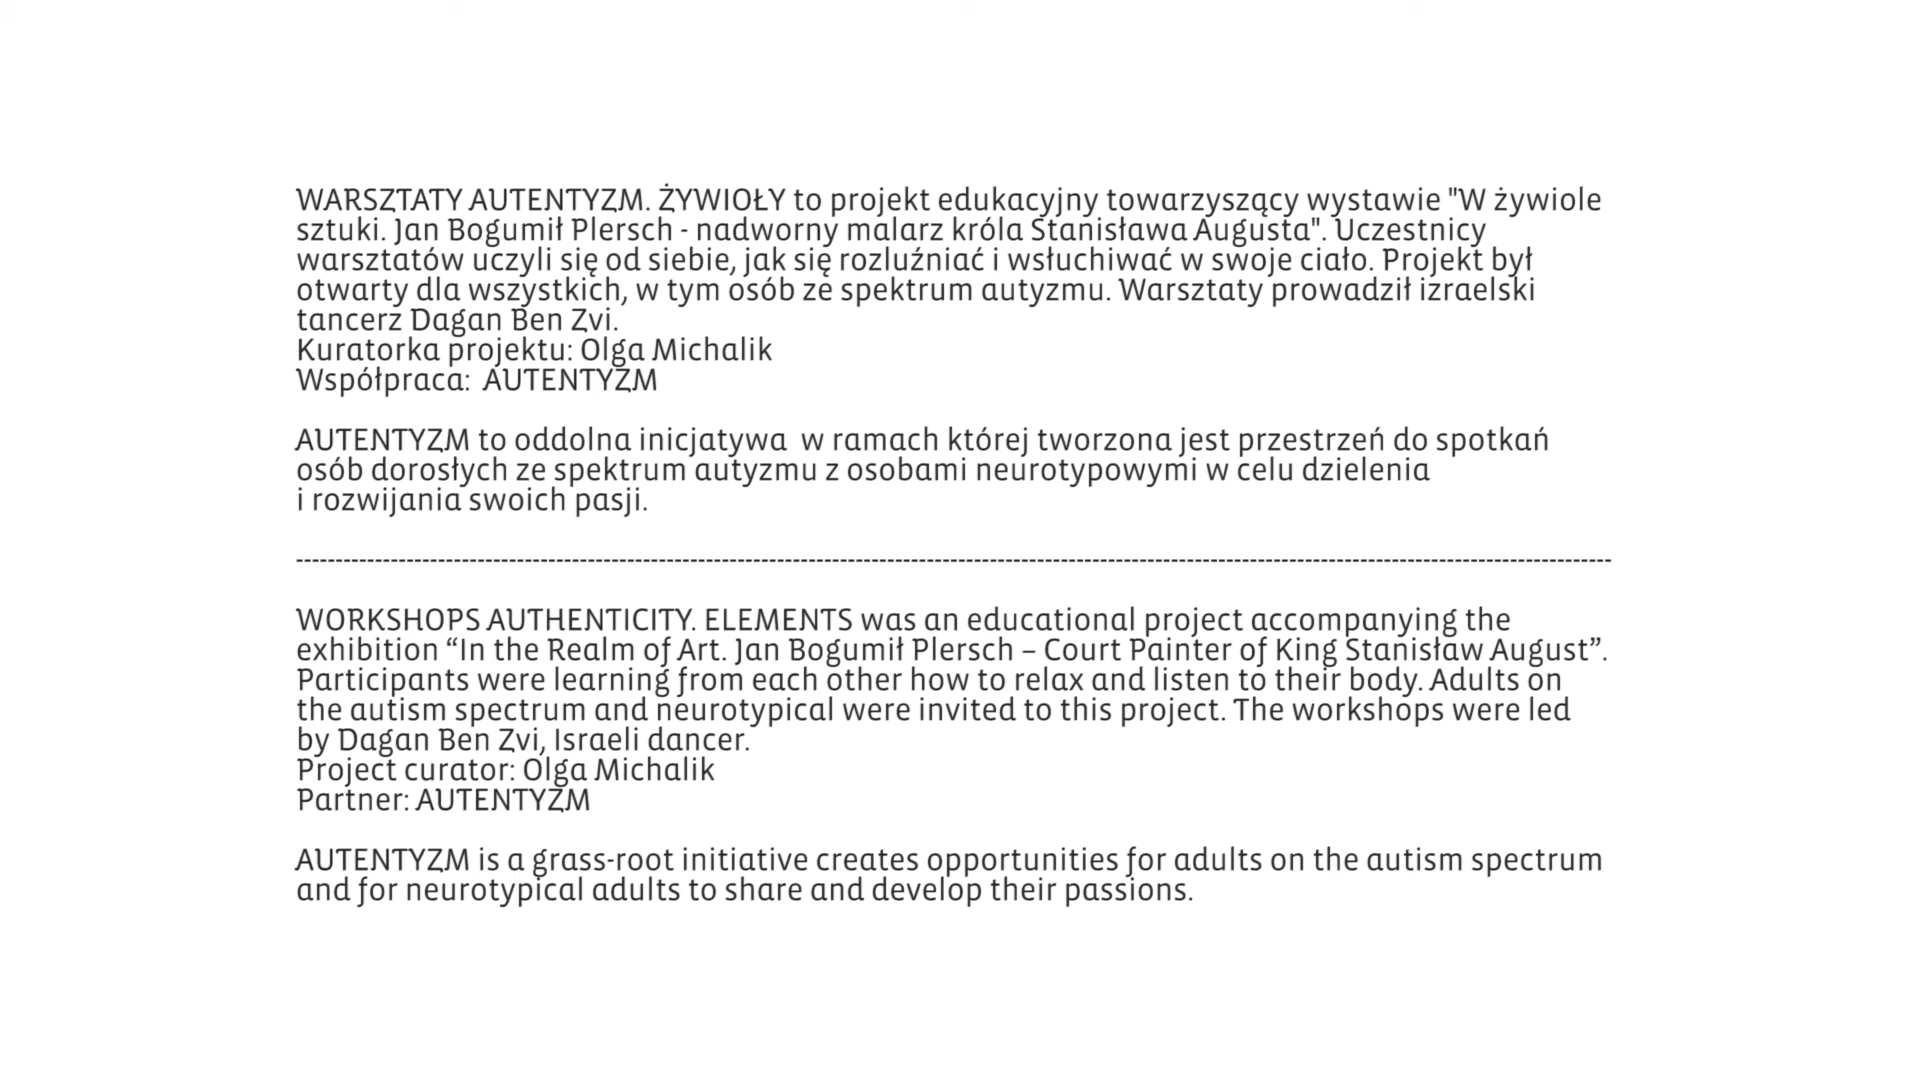 WARSZTATY AUTENTYZM. ŻYWIOŁY to projekt edukacyjny towarzyszący wystawie "W żywiole
sztuki. Jan Bogumił Plersch - nadworny malarz króla Stanisława Augusta". Uczestnicy
warsztatów uczyli się od siebie, jak się rozluźniać i wsłuchiwać w swoje ciało. Projekt był
otwarty dla wszystkich, w tym osób ze spektrum autyzmu. Warsztaty prowadził izraelski
tancerz Dagan Ben Zvi.
Kuratorka projektu: Olga Michalik
Współpraca:  AUTENTYZM
AUTENTYZM to oddolna inicjatywa  w ramach której tworzona jest przestrzeń do spotkań
osób dorosłych ze spektrum autyzmu z osobami neurotypowymi w celu dzielenia
i rozwijania swoich pasji.
WORKSHOPS AUTHENTICITY. ELEMENTS was an educational project accompanying the
exhibition “In the Realm of Art. Jan Bogumił Plersch – Court Painter of King Stanisław August”.
Participants were learning from each other how to relax and listen to their body. Adults on
the autism spectrum and neurotypical were invited to this project. The workshops were led
by Dagan Ben Zvi, Israeli dancer.
Project curator: Olga Michalik
Partner: AUTENTYZM
AUTENTYZM is a grass-root initiative creates opportunities for adults on the autism spectrum
and for neurotypical adults to share and develop their passions.